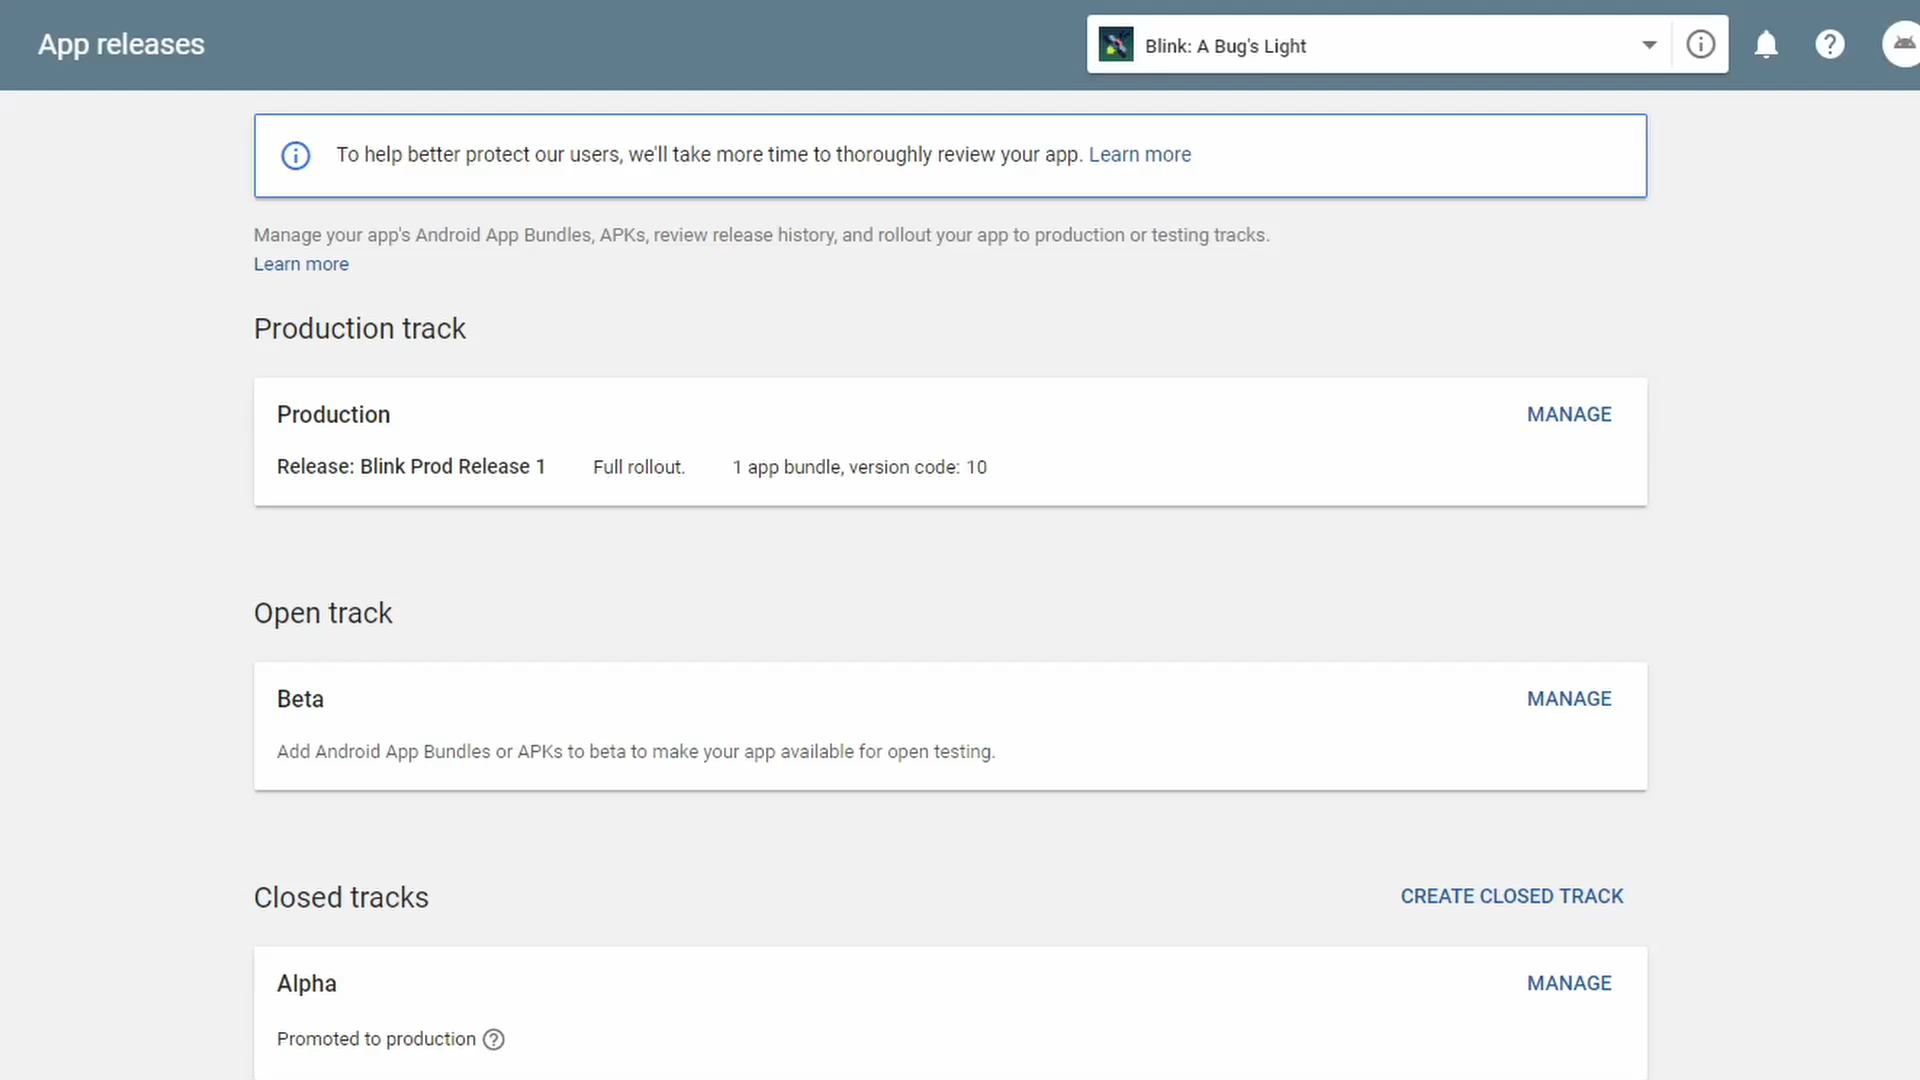 App releases
Blink: A Bug's Light
To help better protect our users, we'll take more time to thoroughly review your app. Learn more
Manage your app's Android App Bundles, APKs, review release history, and rollout your app to production or testing tracks.
Learn more
Production track
Production
MANAGE
Release: Blink Prod Release 1 Full rollout. 1 app bundle, version code: 10
Open track
Beta
MANAGE
Add Android App Bundles or APKs to beta to make your app available for open testing.
Closed tracks
CREATE CLOSED TRACK
Alpha
MANAGE
Promoted to production